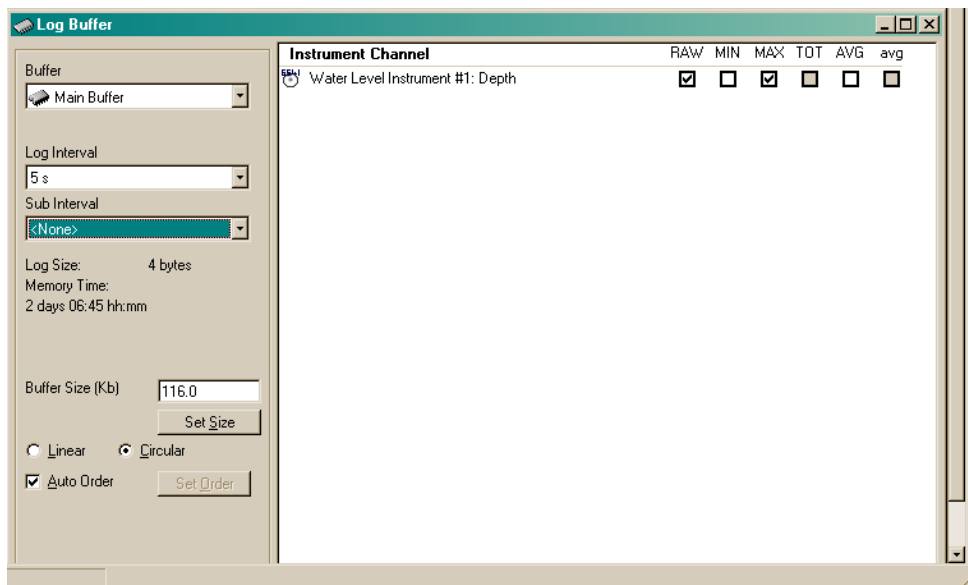 Log Buffer
Buffer
Main Buffer
Log Interval
5 s
Sub Interval
<None>
Log Size: 4 bytes
Memory Time:
2 days 06:45 hh:mm
Buffer Size (Kb) 116.0
Set Size
Linear Circular
Auto Order Set Order
Instrument Channel RAW MIN MAX TOT AVG avg
Water Level Instrument #1: Depth